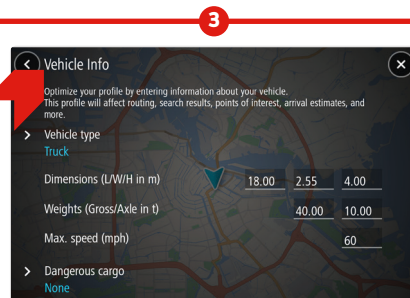 3
Vehicle Info
Optimize your profile by entering information about your vehicle.
This profile will affect routing, search results, points of interest, arrival estimates, and
more.
Vehicle type
Truck
Dimensions (L/W/H in m) 18.00 2.55 4.00
Weights (Gross/Axle in t) 40.00 10.00
Max. speed (mph) 60
Dangerous cargo
None